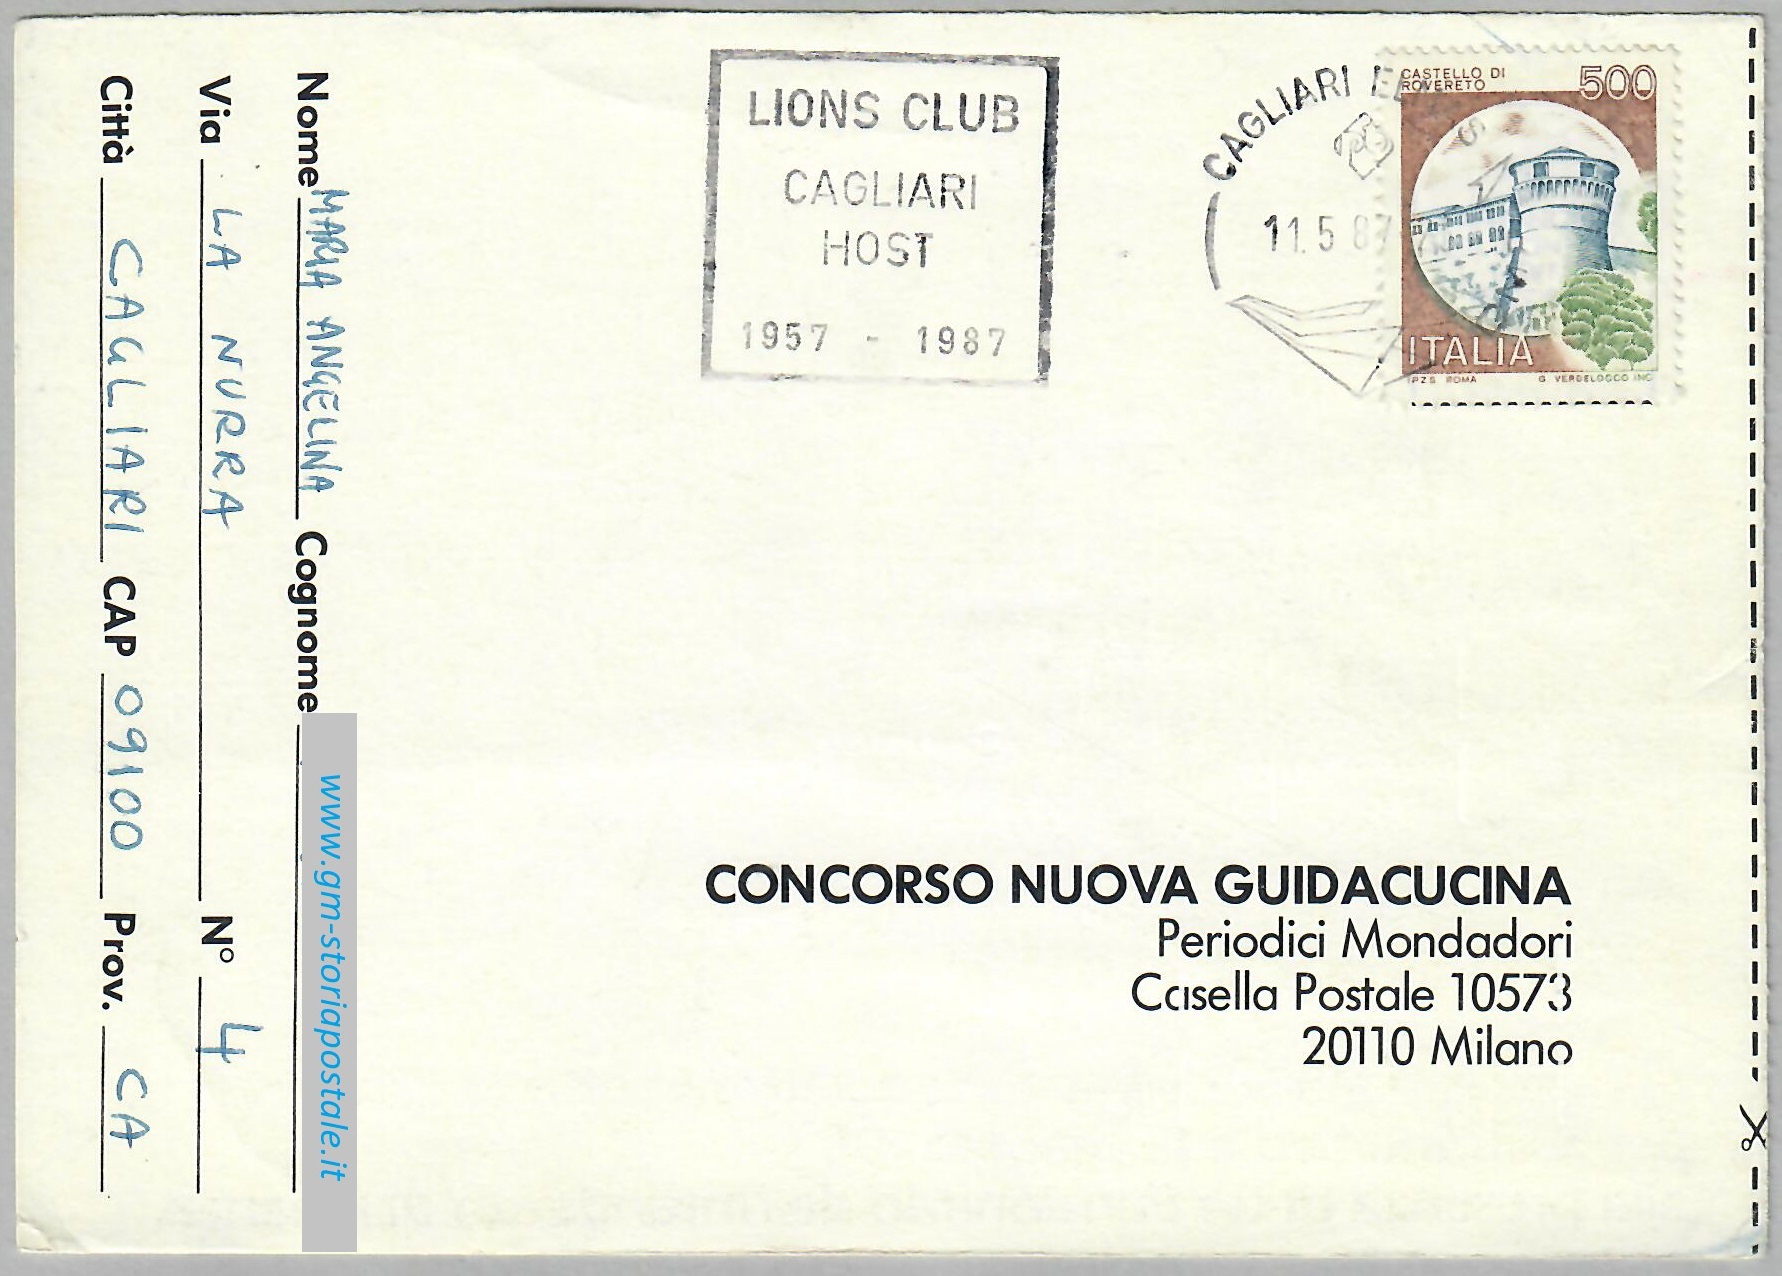 LIONS CLUB
CAGLIARI
HOST
1957 - 1987
CAGLIARI
11.5 87
CASTELLO DI
ROVERETO
500
ITALIA
I.P.Z.S. ROMA G. VERDELOCCO INC.
CONCORSO NUOVA GUIDACUCINA
Periodici Mondadori
Casella Postale 10573
20110 Milano
Nome MARIA ANGELINA Cognome
Via LA NURRA N° 4
Città CAGLIARI CAP 09100 Prov. CA
www.gm-storiapostale.it